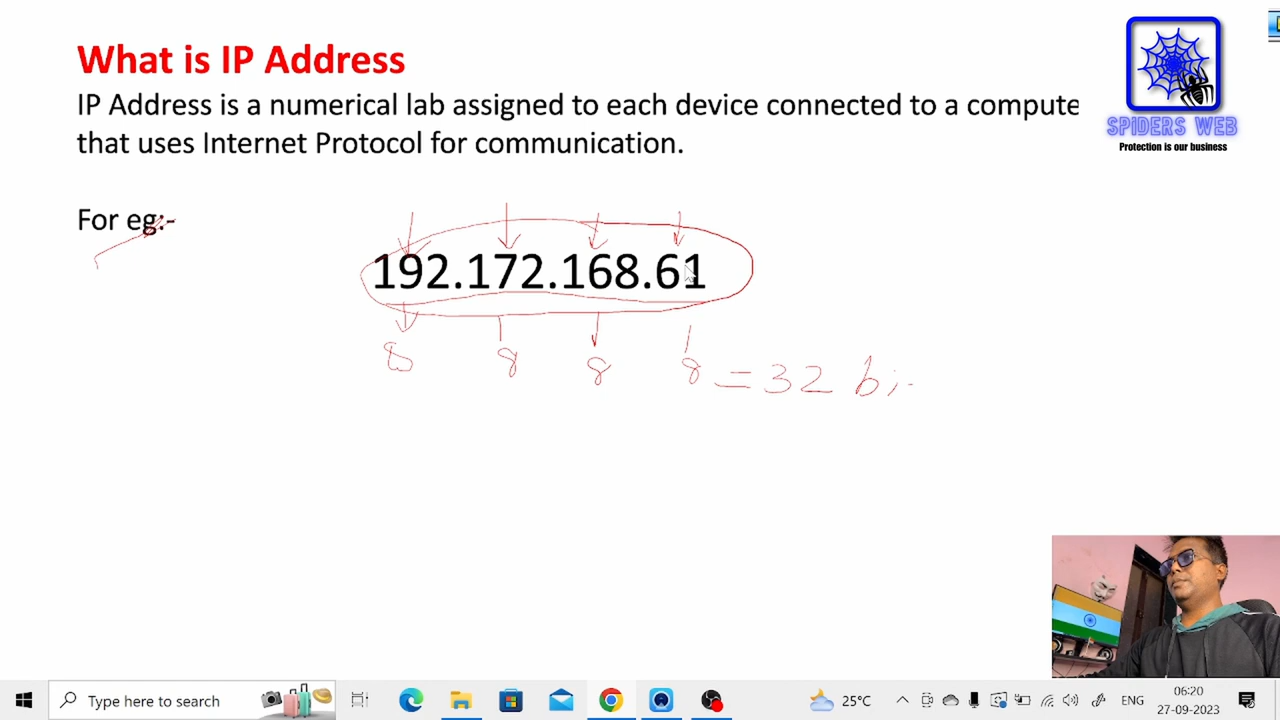 What is IP Address
IP Address is a numerical lab assigned to each device connected to a compute
that uses Internet Protocol for communication.
For eg:-
192.172.168.61
8 8 8 8 = 32 bi
SPiDERS WEB
Protection is our business
Type here to search
25°C
ENG
06:20
27-09-2023